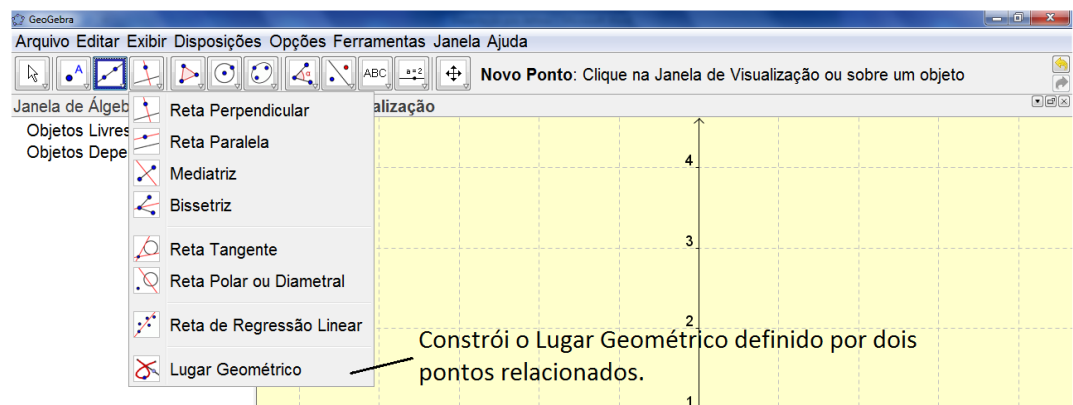 GeoGebra
Arquivo Editar Exibir Disposições Opções Ferramentas Janela Ajuda
A
ABC
a=2
Novo Ponto: Clique na Janela de Visualização ou sobre um objeto
Janela de Álgeb
alização
Objetos Livres
Objetos Depe
Reta Perpendicular
Reta Paralela
Mediatriz
Bissetriz
Reta Tangente
Reta Polar ou Diametral
Reta de Regressão Linear
Lugar Geométrico
4
3
2
Constrói o Lugar Geométrico definido por dois
pontos relacionados.
1